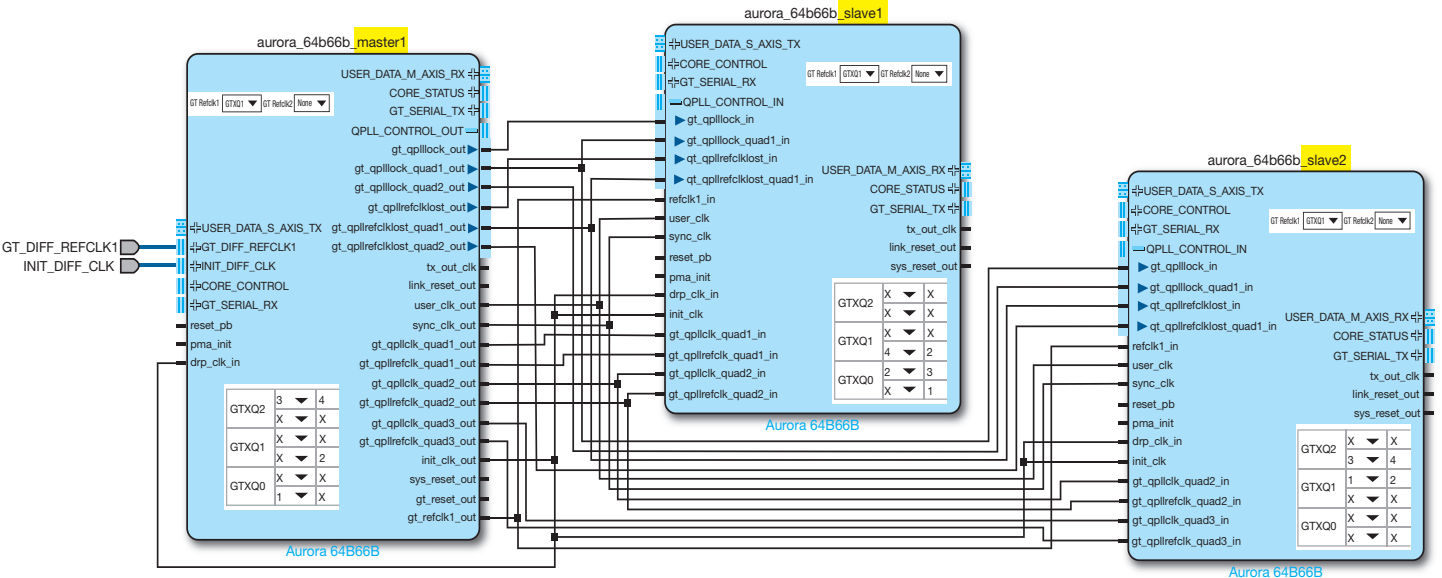 aurora_64b66b_master1
USER_DATA_M_AXIS_RX
CORE_STATUS
GT Refclk1 GTXQ1 GT Refclk2 None
GT_SERIAL_TX
QPLL_CONTROL_OUT
gt_qplllock_out
gt_qplllock_quad1_out
gt_qplllock_quad2_out
gt_qpllrefclklost_out
USER_DATA_S_AXIS_TX gt_qpllrefclklost_quad1_out
GT_DIFF_REFCLK1 GT_DIFF_REFCLK1 gt_qpllrefclklost_quad2_out
INIT_DIFF_CLK INIT_DIFF_CLK tx_out_clk
CORE_CONTROL link_reset_out
GT_SERIAL_RX user_clk_out
reset_pb sync_clk_out
pma_init gt_qpllclk_quad1_out
drp_clk_in gt_qpllrefclk_quad1_out
gt_qpllclk_quad2_out
gt_qpllrefclk_quad2_out
gt_qpllclk_quad3_out
gt_qpllrefclk_quad3_out
init_clk_out
sys_reset_out
gt_reset_out
gt_refclk1_out
GTXQ2 3 4
X X
GTXQ1 X X
X 2
GTXQ0 X X
1 X
Aurora 64B66B
aurora_64b66b_slave1
USER_DATA_S_AXIS_TX
CORE_CONTROL
GT Refclk1 GTXQ1 GT Refclk2 None
GT_SERIAL_RX
QPLL_CONTROL_IN
gt_qplllock_in
gt_qplllock_quad1_in
qt_qpllrefclklost_in
qt_qpllrefclklost_quad1_in
USER_DATA_M_AXIS_RX
CORE_STATUS
GT_SERIAL_TX
tx_out_clk
link_reset_out
sys_reset_out
refclk1_in
user_clk
sync_clk
reset_pb
pma_init
drp_clk_in
init_clk
gt_qpllclk_quad1_in
gt_qpllrefclk_quad1_in
gt_qpllclk_quad2_in
gt_qpllrefclk_quad2_in
GTXQ2 X X
X X
GTXQ1 X X
4 2
GTXQ0 2 3
X 1
Aurora 64B66B
aurora_64b66b_slave2
USER_DATA_S_AXIS_TX
CORE_CONTROL
GT Refclk1 GTXQ1 GT Refclk2 None
GT_SERIAL_RX
QPLL_CONTROL_IN
gt_qplllock_in
gt_qplllock_quad1_in
qt_qpllrefclklost_in
qt_qpllrefclklost_quad1_in
USER_DATA_M_AXIS_RX
CORE_STATUS
GT_SERIAL_TX
tx_out_clk
link_reset_out
sys_reset_out
refclk1_in
user_clk
sync_clk
reset_pb
pma_init
drp_clk_in
init_clk
gt_qpllclk_quad2_in
gt_qpllrefclk_quad2_in
gt_qpllclk_quad3_in
gt_qpllrefclk_quad3_in
GTXQ2 X X
3 4
GTXQ1 1 2
X X
GTXQ0 X X
X X
Aurora 64B66B